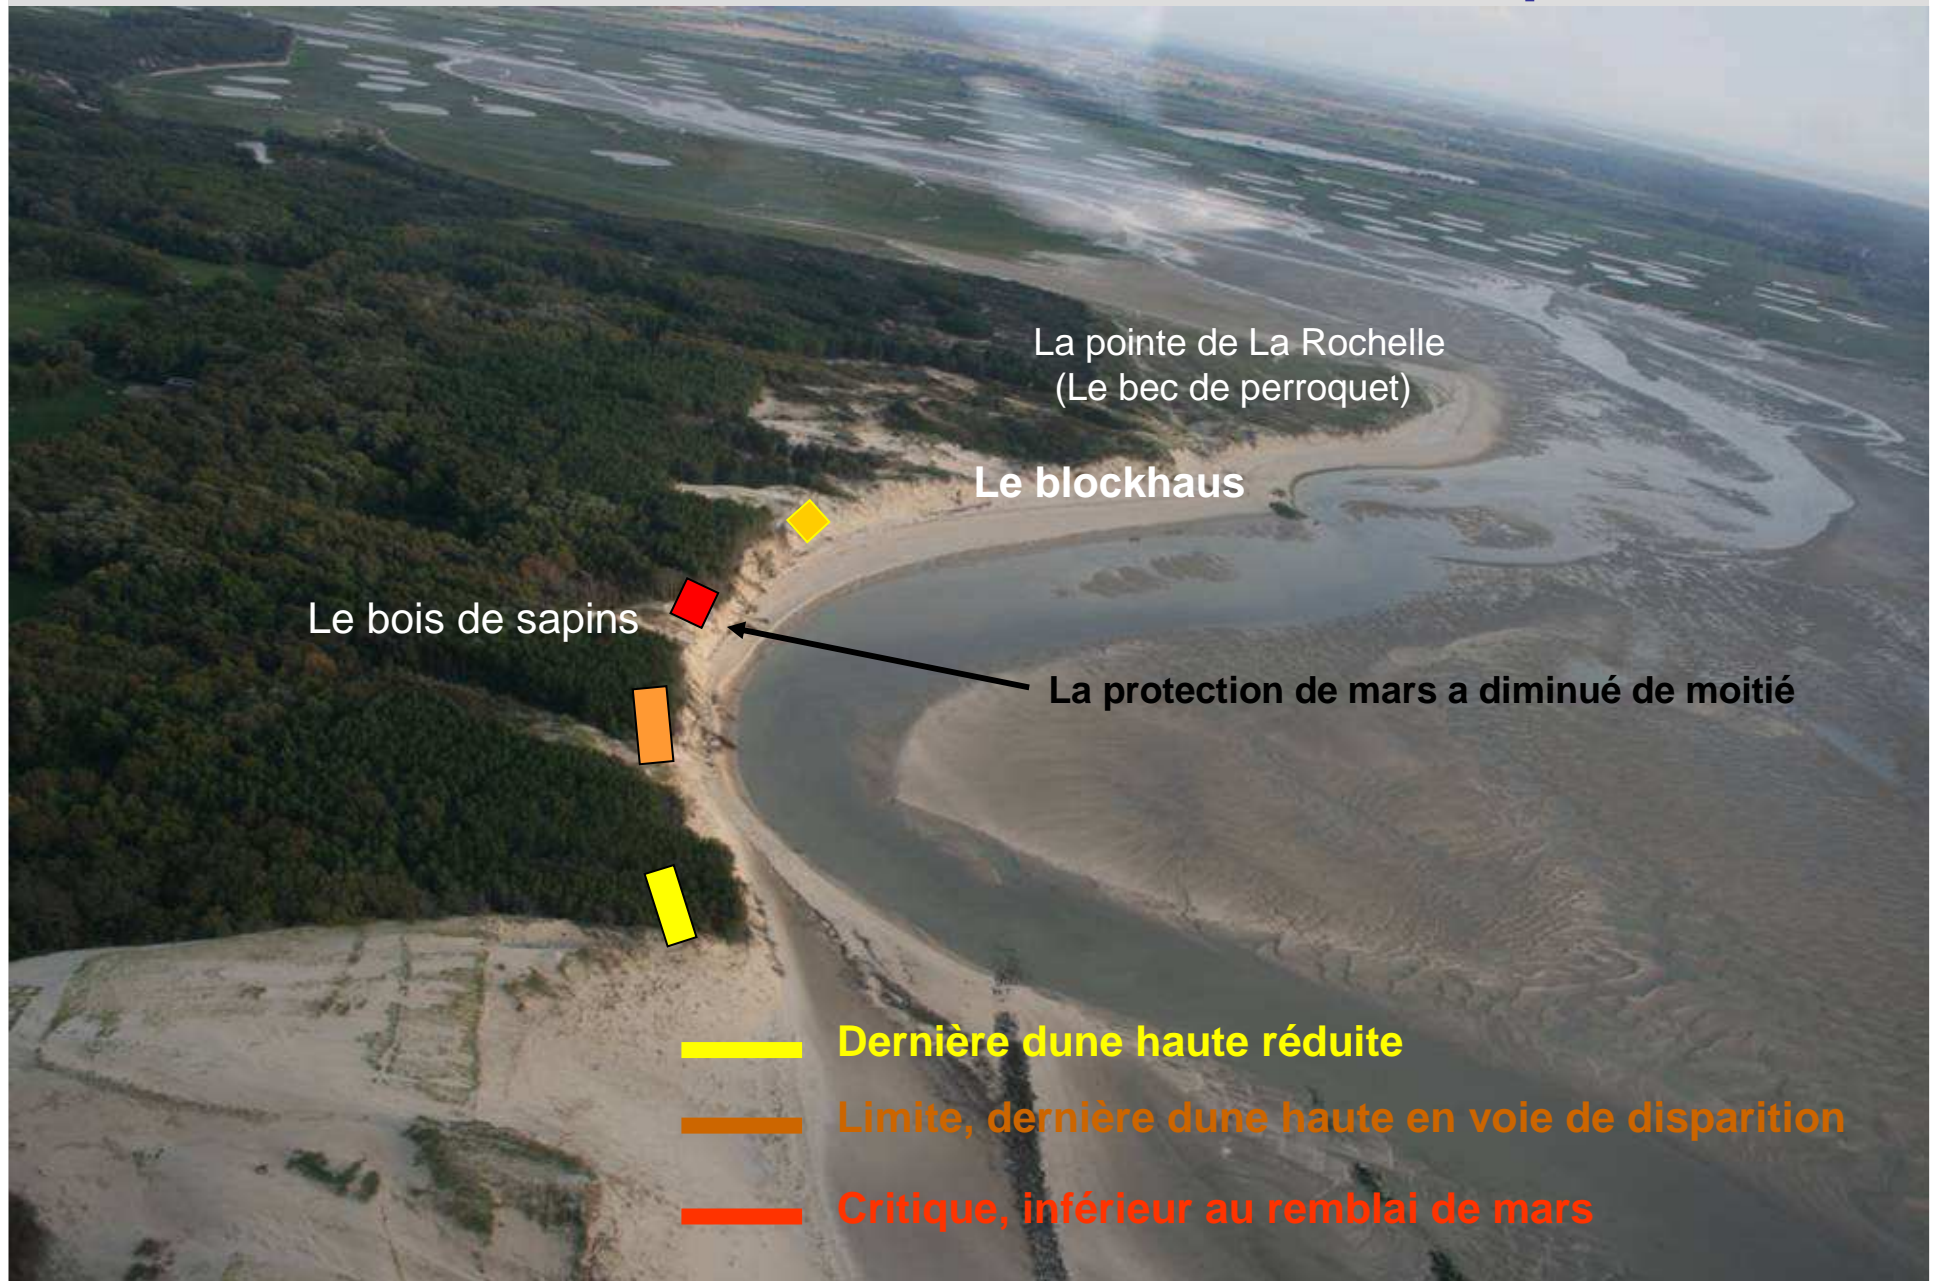 La pointe de La Rochelle
(Le bec de perroquet)
Le blockhaus
Le bois de sapins
La protection de mars a diminué de moitié
Dernière dune haute réduite
Limite, dernière dune haute en voie de disparition
Critique, inférieur au remblai de mars